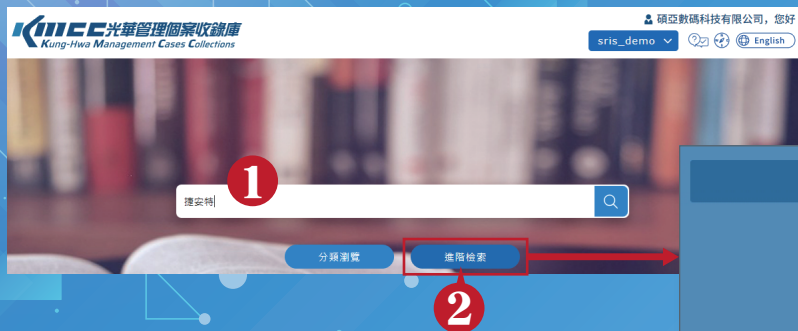 KMCC光華管理個案收錄庫
Kung-Hwa Management Cases Collections
碩亞數碼科技有限公司，您好
sris_demo
English
1
捷安特
分類瀏覽
進階檢索
2